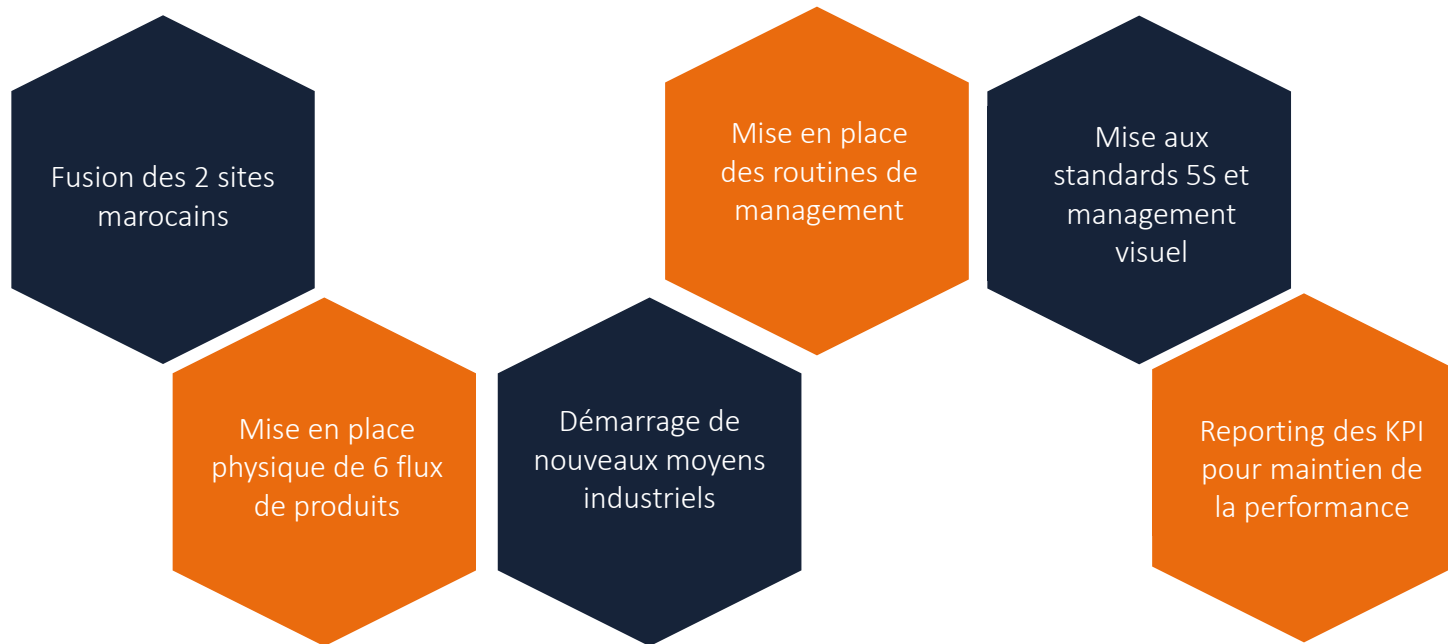 Fusion des 2 sites
marocains
Mise en place
physique de 6 flux
de produits
Démarrage de
nouveaux moyens
industriels
Mise en place
des routines de
management
Mise aux
standards 5S et
management
visuel
Reporting des KPI
pour maintien de
la performance